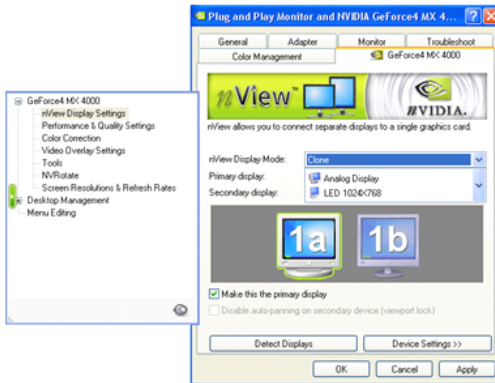 Plug and Play Monitor and NVIDIA GeForce4 MX 4...
General Adapter Monitor Troubleshoot
Color Management GeForce4 MX 4000
nView™
NVIDIA.
nView allows you to connect separate displays to a single graphics card.
nView Display Mode: Clone
Primary display: Analog Display
Secondary display: LED 1024X768
1a 1b
Make this the primary display
Disable auto-panning on secondary device (viewport lock)
Detect Displays Device Settings >>
OK Cancel Apply
GeForce4 MX 4000
nView Display Settings
Performance & Quality Settings
Color Correction
Video Overlay Settings
Tools
NVRotate
Screen Resolutions & Refresh Rates
Desktop Management
Menu Editing